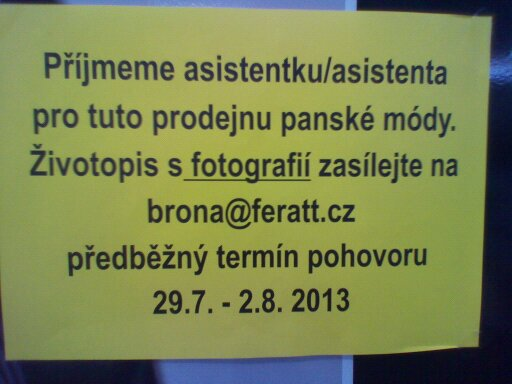 Příjmeme asistentku/asistenta
pro tuto prodejnu panské módy.
Životopis s fotografií zasílejte na
brona@feratt.cz
předběžný termín pohovoru
29.7. - 2.8. 2013